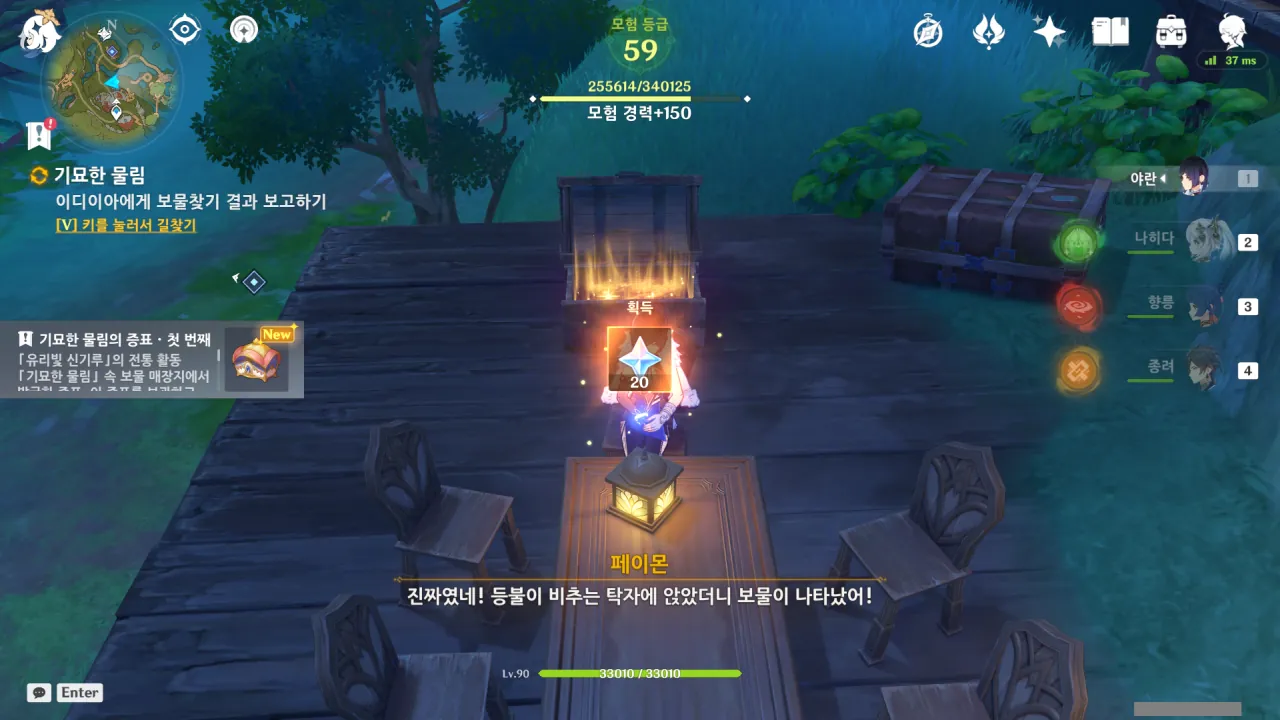 N
모험 등급
59
255614/340125
모험 경력+150
37 ms
기묘한 물림
이디이아에게 보물찾기 결과 보고하기
[V] 키를 눌러서 길찾기
기묘한 물림의 증표 · 첫 번째
New
「유리빛 신기루」의 전통 활동
「기묘한 물림」 속 보물 매장지에서
획득
20
야란
1
나히다
2
향릉
3
종려
4
페이몬
진짜였네! 등불이 비추는 탁자에 앉았더니 보물이 나타났어!
Lv.90
33010 / 33010
Enter